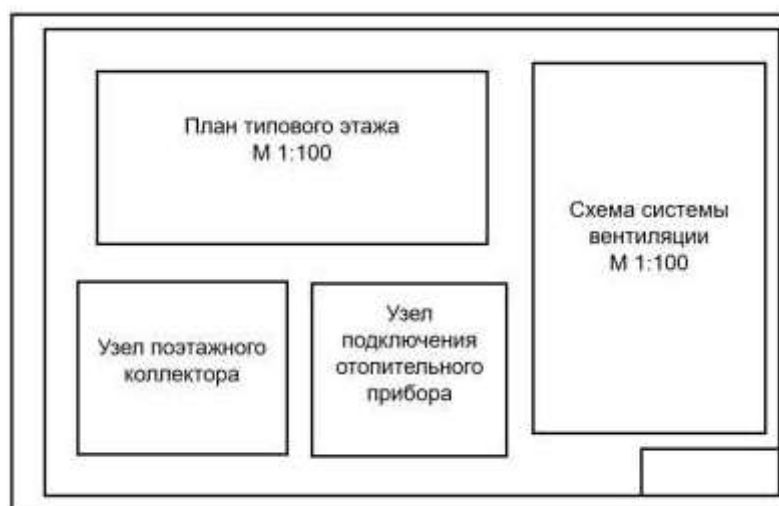 План типового этажа
М 1:100
Схема системы
вентиляции
М 1:100
Узел поэтажного
коллектора
Узел
подключения
отопительного
прибора